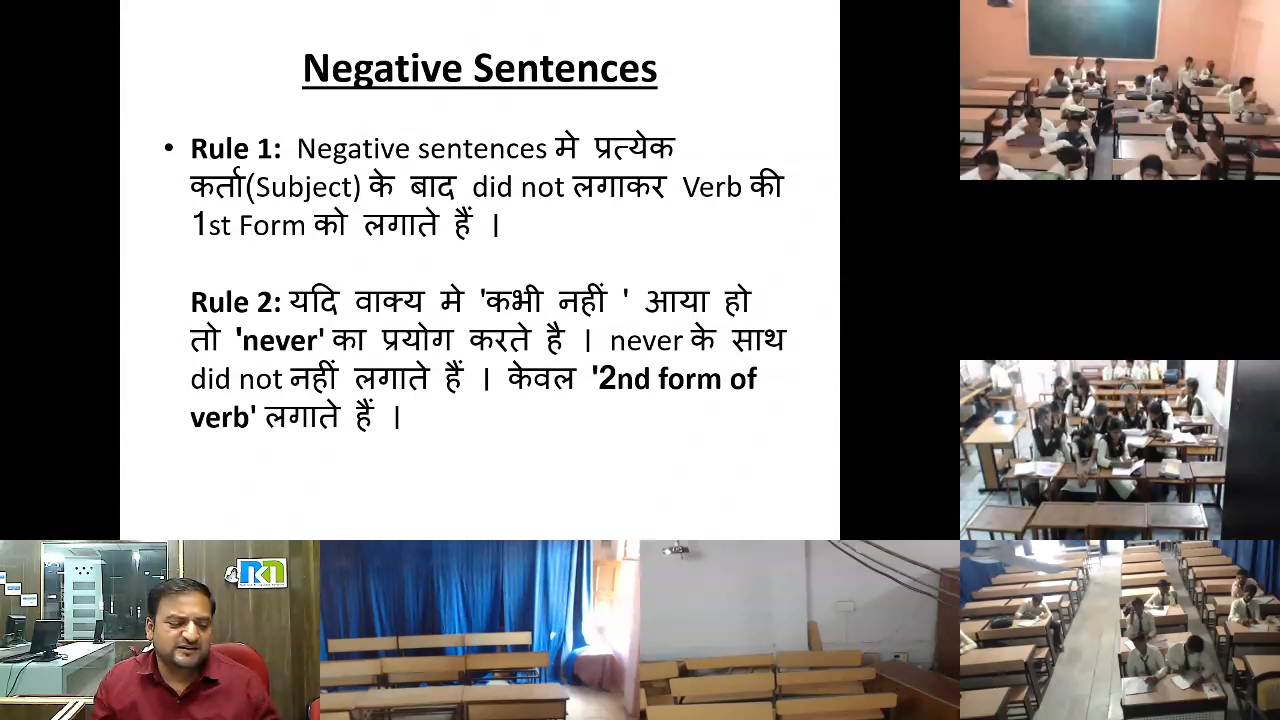 Negative Sentences
• Rule 1: Negative sentences मे प्रत्येक
कर्ता(Subject) के बाद did not लगाकर Verb की
1st Form को लगाते हैं ।
Rule 2: यदि वाक्य मे 'कभी नहीं ' आया हो
तो 'never' का प्रयोग करते है । never के साथ
did not नहीं लगाते हैं । केवल '2nd form of
verb' लगाते हैं ।